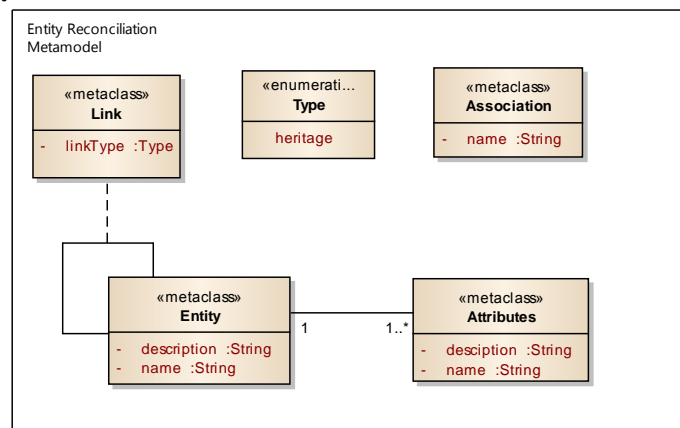 Entity Reconciliation
Metamodel
«metaclass»
Link
- linkType :Type
«enumerati...
Type
heritage
«metaclass»
Association
- name :String
«metaclass»
Entity
- description :String
- name :String
1
1..*
«metaclass»
Attributes
- desciption :String
- name :String